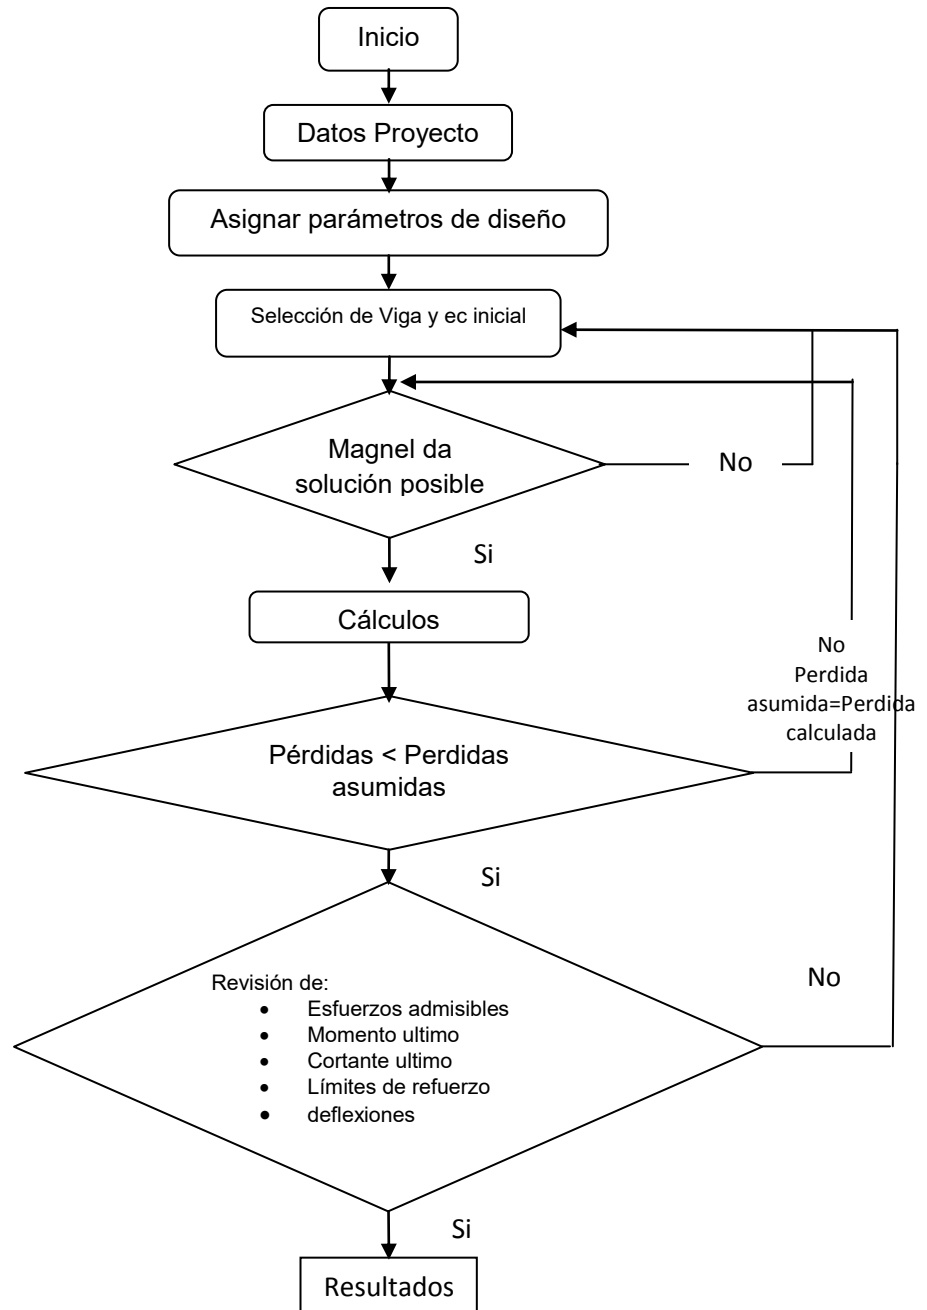 Inicio
Datos Proyecto
Asignar parámetros de diseño
Selección de Viga y ec inicial
Magnel da
solución posible
No
Si
Cálculos
No
Perdida
asumida=Perdida
calculada
Pérdidas < Perdidas
asumidas
Si
No
Revisión de:
• Esfuerzos admisibles
• Momento ultimo
• Cortante ultimo
• Límites de refuerzo
• deflexiones
Si
Resultados